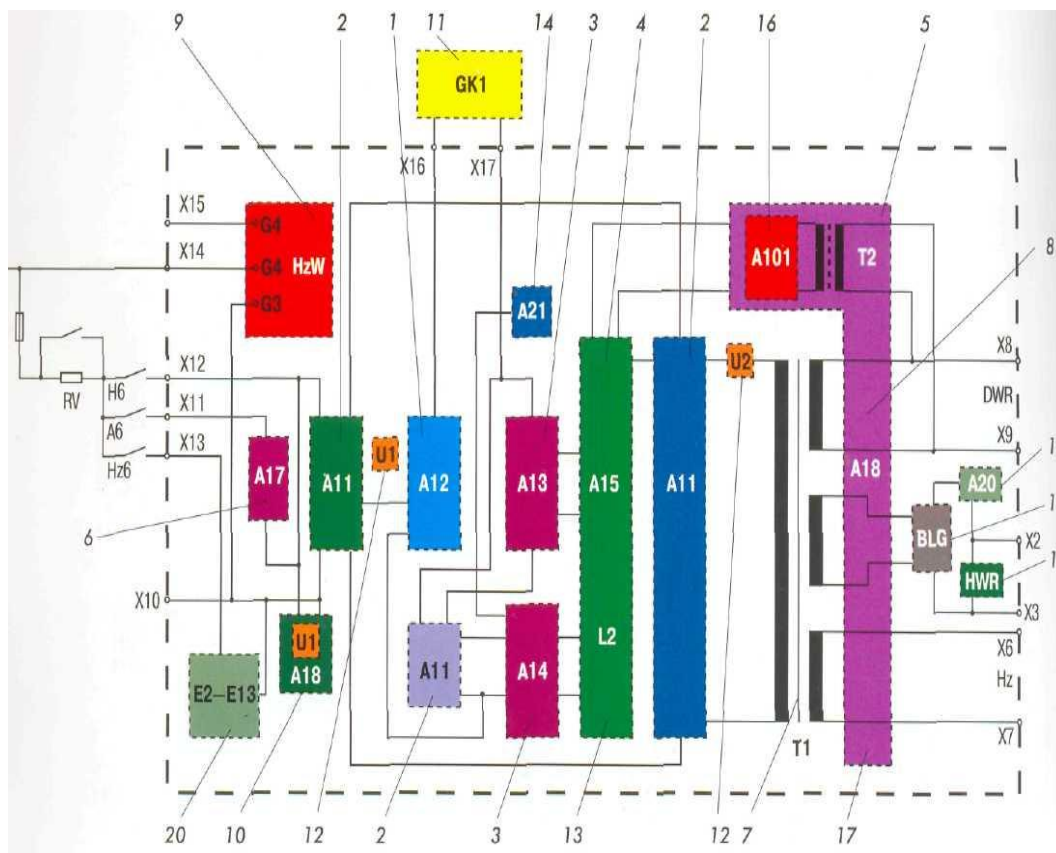 9 2 1 11 14 3 4 2 16 5
GK1
X16 X17
X15 G4
HzW
X14 G4
G3
A101 T2
8
A21
X12
U2
X8
RV H6
X11
DWR
A6
X13
X9
Hz6
A17 A11 U1 A12 A13 A15 A11 A18
A20 1
6
BLG 1
X2
HWR 1
X10
X3
U1
L2
X6
A18
A11 A14
Hz
E2–E13
X7
T1
20 10 12 2 3 13 12 7 17